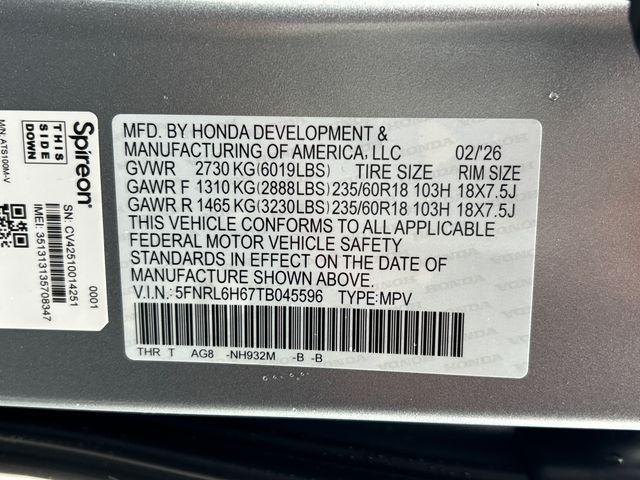 MFD. BY HONDA DEVELOPMENT &
MANUFACTURING OF AMERICA, LLC 02/'26
GVWR 2730 KG(6019LBS) TIRE SIZE RIM SIZE
GAWR F 1310 KG(2888LBS)235/60R18 103H 18X7.5J
GAWR R 1465 KG(3230LBS)235/60R18 103H 18X7.5J
THIS VEHICLE CONFORMS TO ALL APPLICABLE
FEDERAL MOTOR VEHICLE SAFETY
STANDARDS IN EFFECT ON THE DATE OF
MANUFACTURE SHOWN ABOVE.
V.I.N.: 5FNRL6H67TB045596 TYPE:MPV
THR T AG8 -NH932M -B -B
Spireon
THIS
SIDE
DOWN
M/N: ATS100M-V
0001
SN: CV42510014251
IMEI: 351313135708347